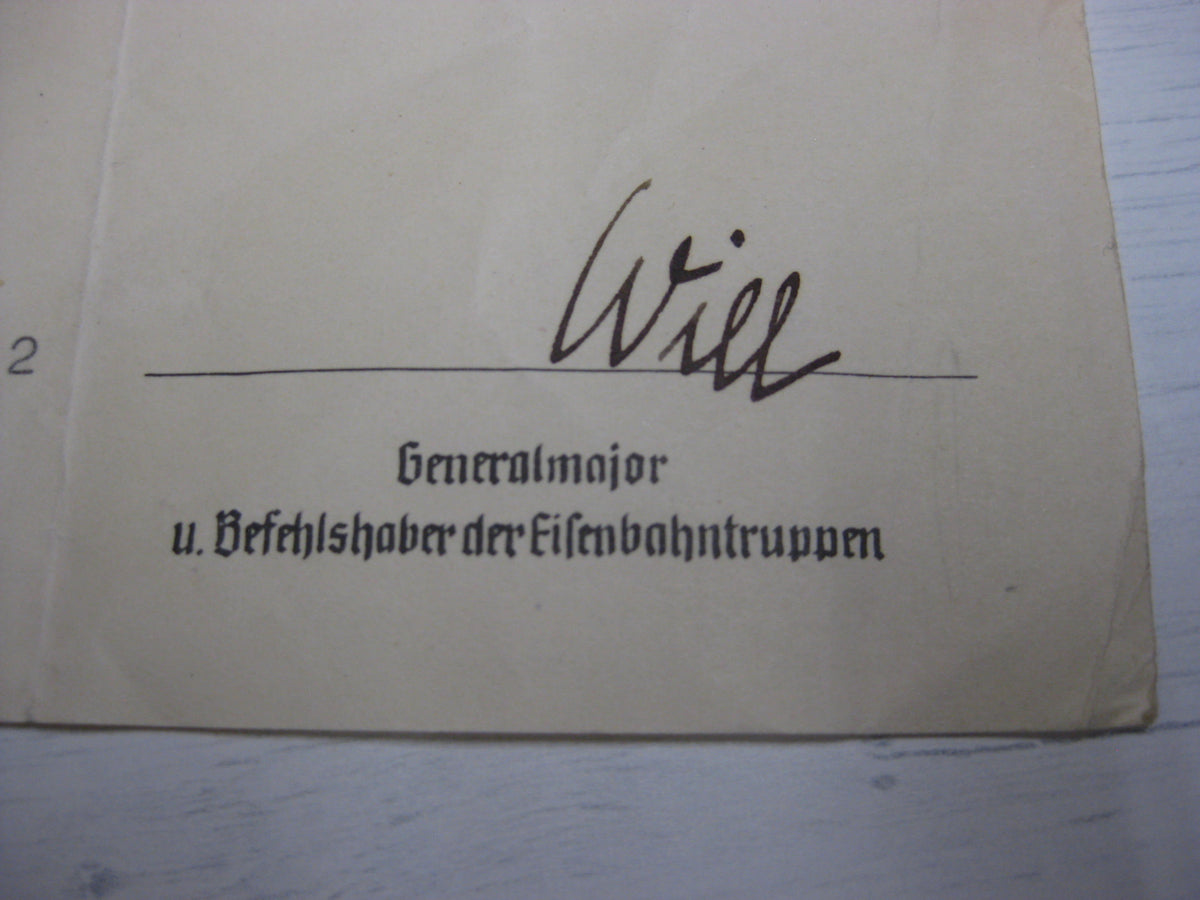 Will
2
Generalmajor
u. Befehlshaber der Eisenbahntruppen